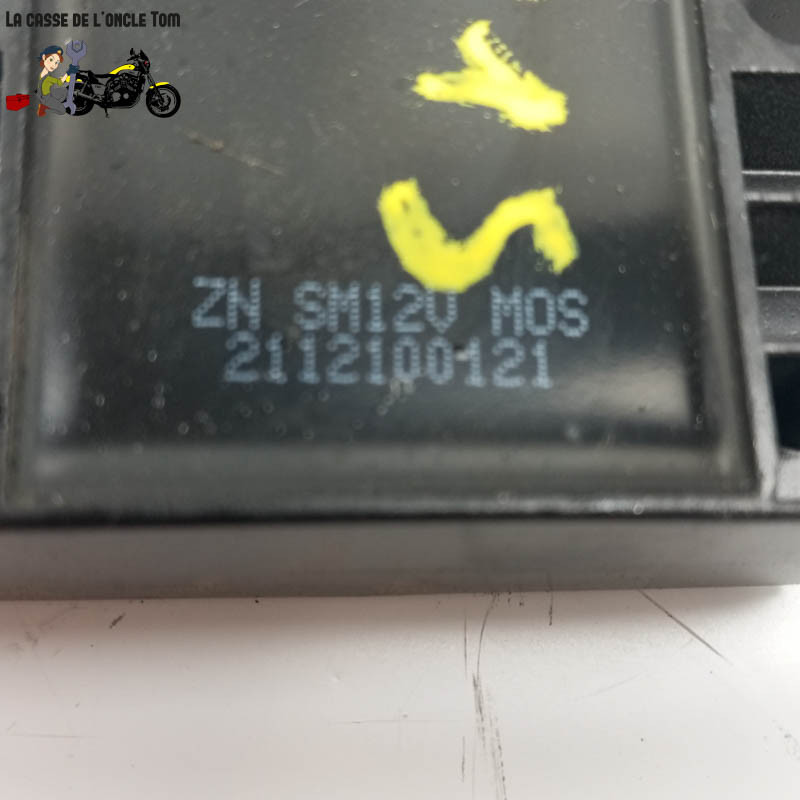 LA CASSE DE L'ONCLE TOM
ZN SM12V MOS
2112100121